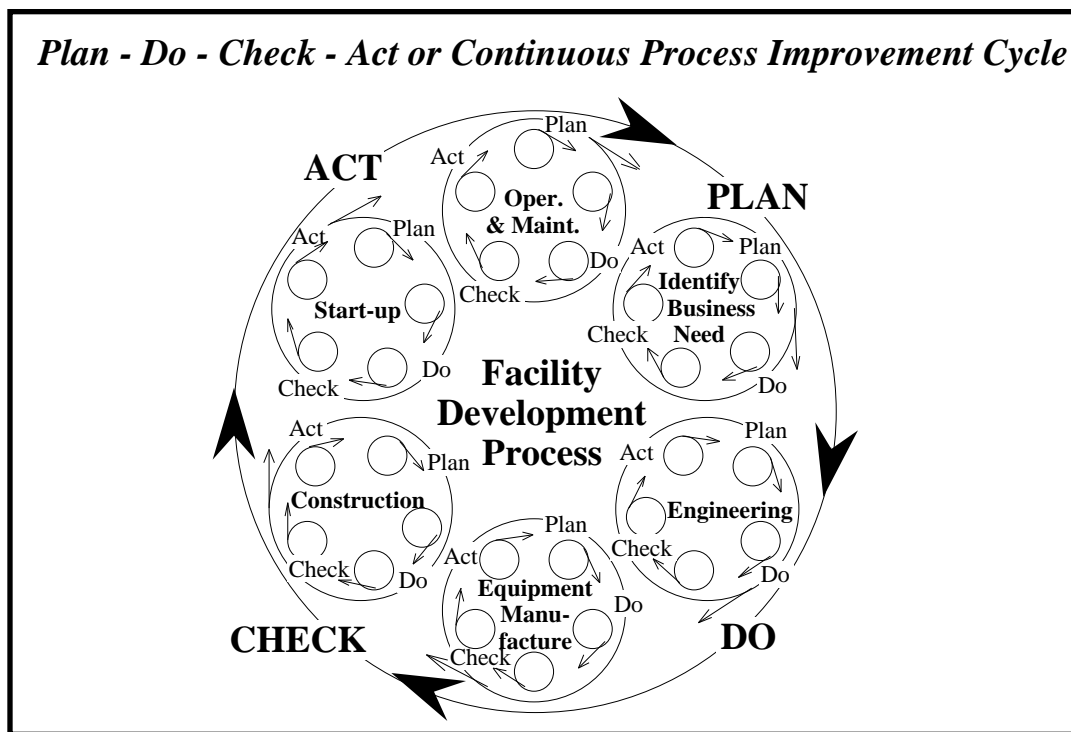 Plan - Do - Check - Act or Continuous Process Improvement Cycle
ACT
PLAN
DO
CHECK
Facility
Development
Process
Plan
Act
Oper.
& Maint.
Do
Check
Act
Plan
Identify
Business
Need
Check
Do
Plan
Act
Engineering
Check
Do
Plan
Act
Equipment
Manu-
facture
Do
Check
Act
Plan
Construction
Check
Do
Act
Plan
Start-up
Do
Check